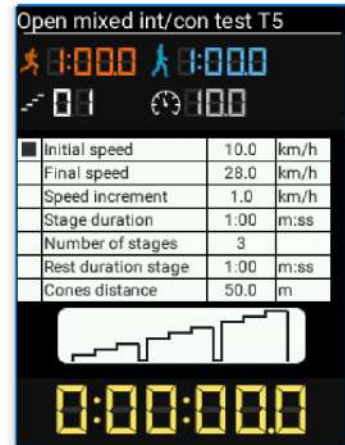 Open mixed int/con test T5
1:00.0 1:00.0
01 10.0
Initial speed 10.0 km/h
Final speed 28.0 km/h
Speed increment 1.0 km/h
Stage duration 1:00 m:ss
Number of stages 3
Rest duration stage 1:00 m:ss
Cones distance 50.0 m
0:00:00.0